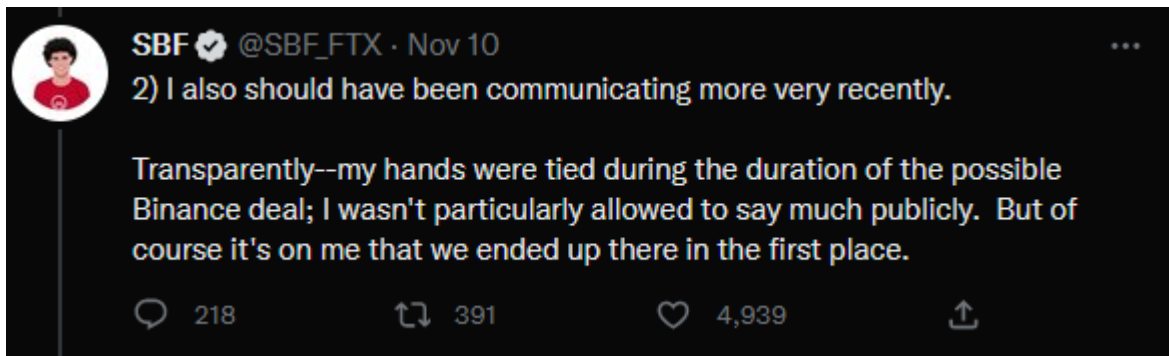 SBF @SBF_FTX · Nov 10
2) I also should have been communicating more very recently.
Transparently--my hands were tied during the duration of the possible
Binance deal; I wasn't particularly allowed to say much publicly.  But of
course it's on me that we ended up there in the first place.
218 391 4,939